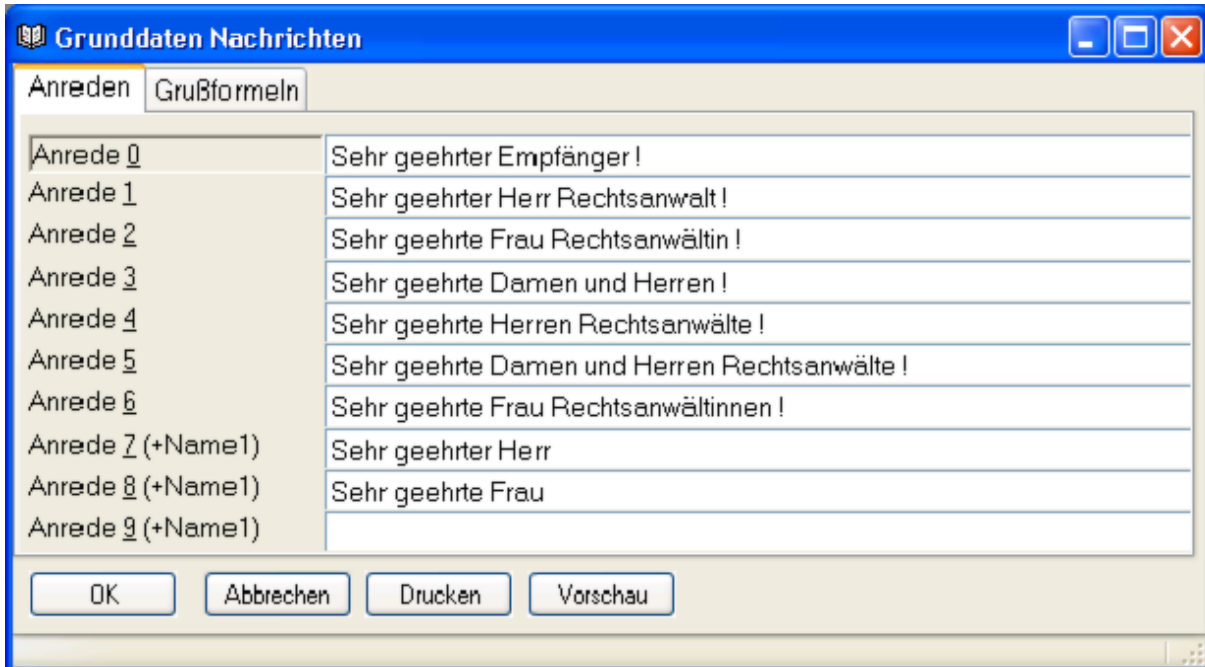 Grunddaten Nachrichten
Anreden Grußformeln
Anrede 0 Sehr geehrter Empfänger !
Anrede 1 Sehr geehrter Herr Rechtsanwalt !
Anrede 2 Sehr geehrte Frau Rechtsanwältin !
Anrede 3 Sehr geehrte Damen und Herren !
Anrede 4 Sehr geehrte Herren Rechtsanwälte !
Anrede 5 Sehr geehrte Damen und Herren Rechtsanwälte !
Anrede 6 Sehr geehrte Frau Rechtsanwältinnen !
Anrede 7 (+Name1) Sehr geehrter Herr
Anrede 8 (+Name1) Sehr geehrte Frau
Anrede 9 (+Name1)
OK Abbrechen Drucken Vorschau